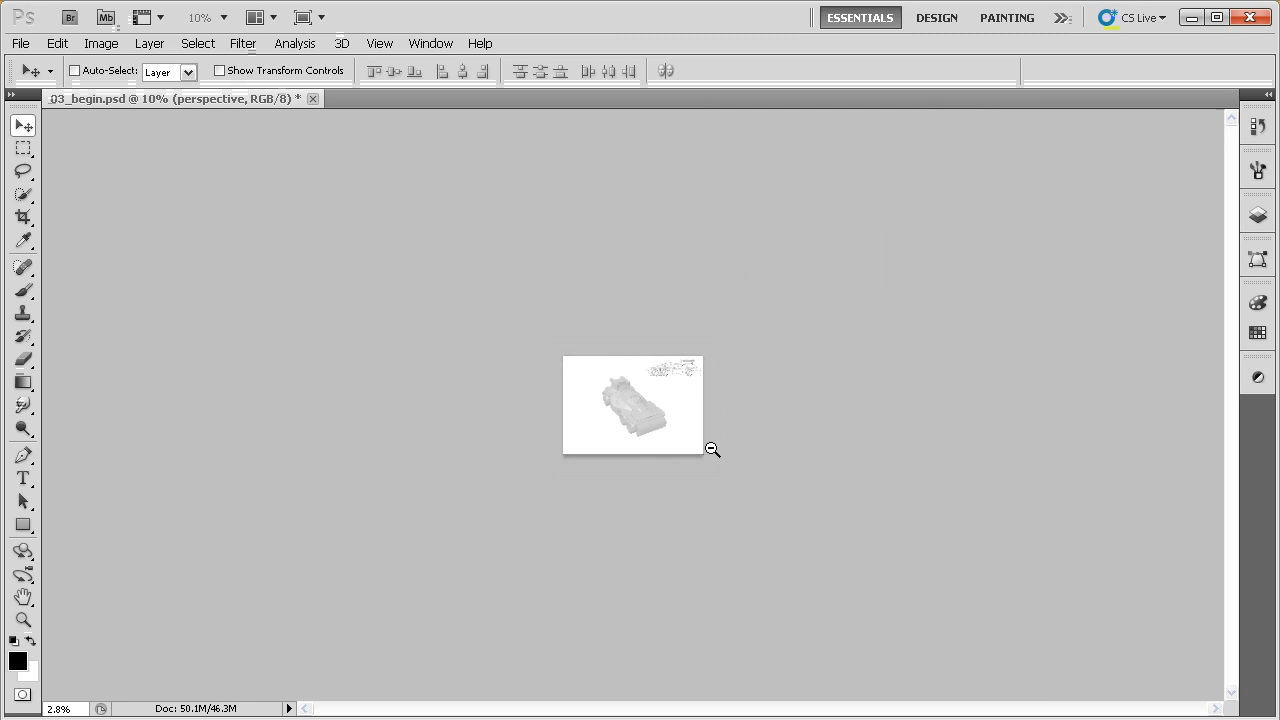 Ps Br Mb 10% ESSENTIALS DESIGN PAINTING CS Live
File Edit Image Layer Select Filter Analysis 3D View Window Help
Auto-Select: Layer Show Transform Controls
_03_begin.psd @ 10% (perspective, RGB/8) *
T
2.8% Doc: 50.1M/46.3M